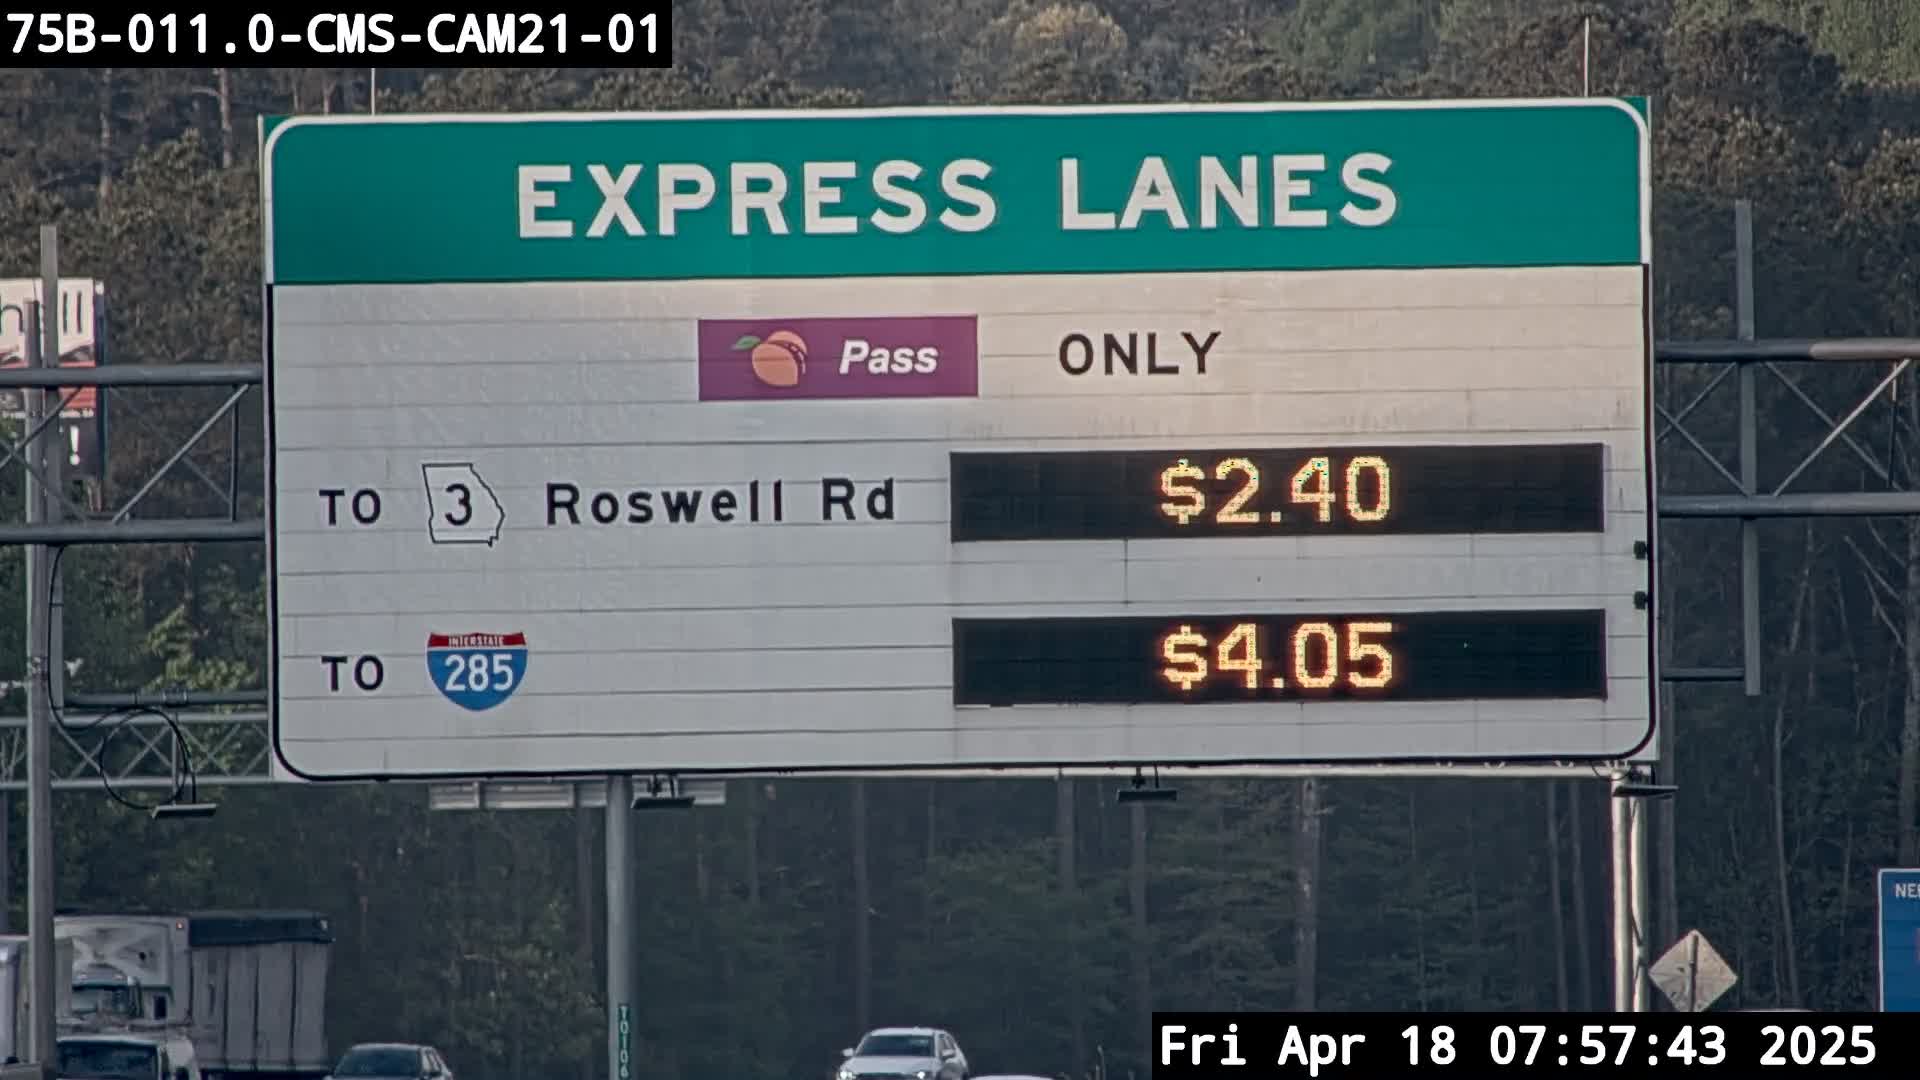 75B-011.0-CMS-CAM21-01
EXPRESS LANES
Pass ONLY
TO 3 Roswell Rd $2.40
INTERSTATE
TO 285 $4.05
!
Fri Apr 18 07:57:43 2025